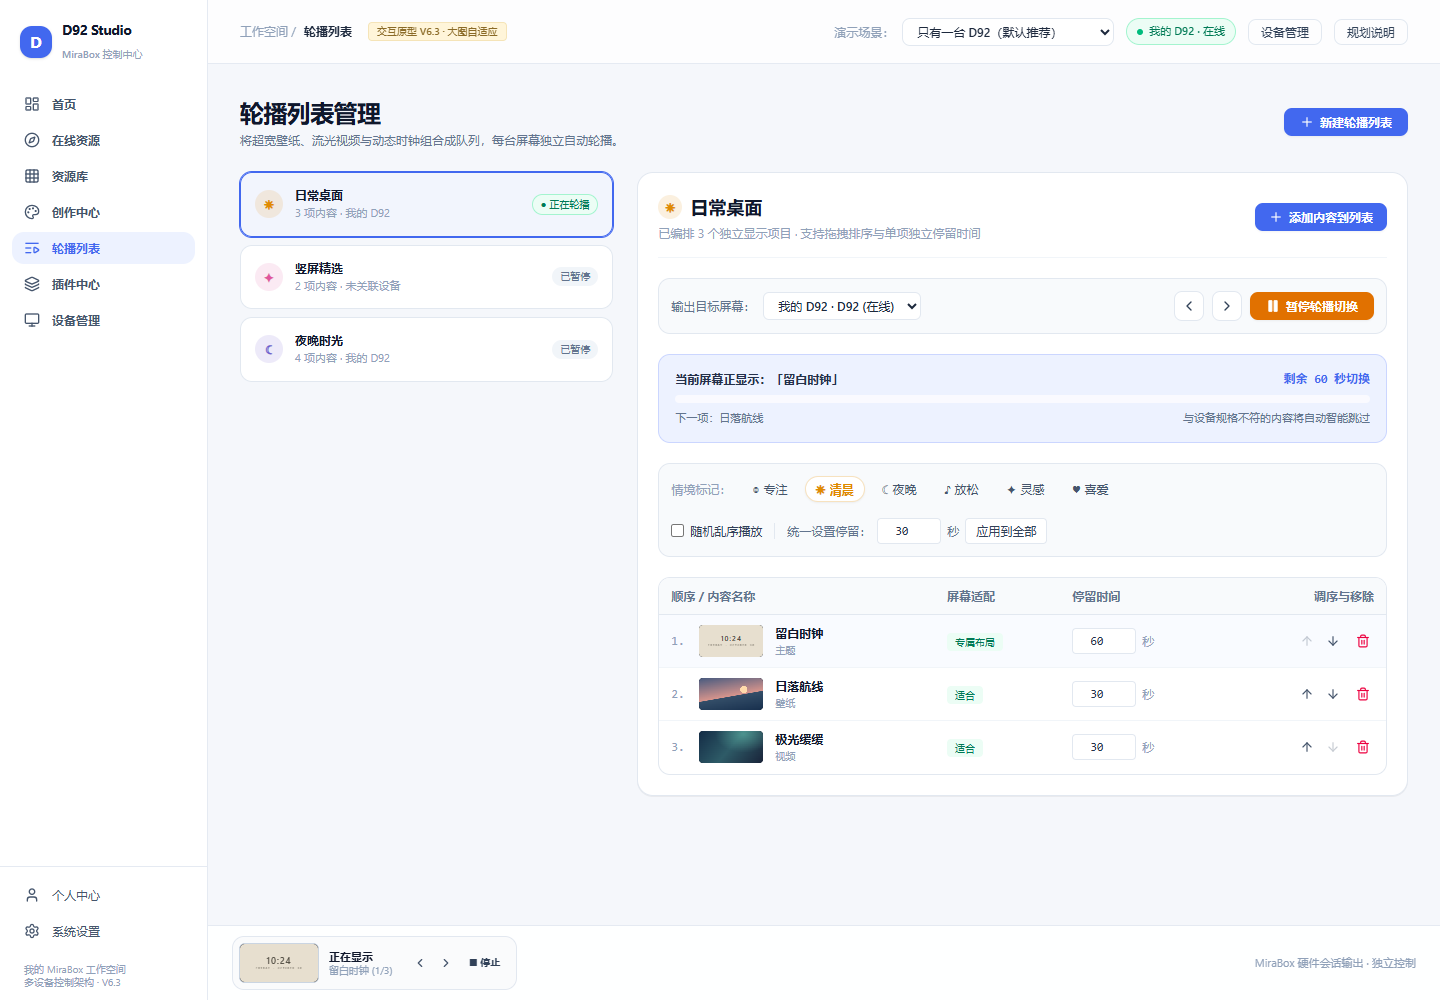 D92 Studio
MiraBox 控制中心
首页
在线资源
资源库
创作中心
轮播列表
插件中心
设备管理
个人中心
系统设置
我的 MiraBox 工作空间
多设备控制架构 · V6.3
工作空间 / 轮播列表 交互原型 V6.3 · 大图自适应
演示场景： 只有一台 D92（默认推荐） 我的 D92 · 在线 设备管理 规划说明
轮播列表管理
将超宽壁纸、流光视频与动态时钟组合成队列，每台屏幕独立自动轮播。
新建轮播列表
日常桌面
3 项内容 · 我的 D92
正在轮播
竖屏精选
2 项内容 · 未关联设备
已暂停
夜晚时光
4 项内容 · 我的 D92
已暂停
日常桌面
已编排 3 个独立显示项目 · 支持拖拽排序与单项独立停留时间
添加内容到列表
输出目标屏幕： 我的 D92 · D92 (在线) 暂停轮播切换
当前屏幕正显示：「留白时钟」 剩余 60 秒切换
下一项：日落航线 与设备规格不符的内容将自动智能跳过
情境标记： 专注 清晨 夜晚 放松 灵感 喜爱
随机乱序播放 统一设置停留： 30 秒 应用到全部
顺序 / 内容名称 屏幕适配 停留时间 调序与移除
1. 10:24 留白时钟 专属布局 60 秒
主题
2. 日落航线 适合 30 秒
壁纸
3. 极光缓缓 适合 30 秒
视频
10:24
正在显示
留白时钟 (1/3)
停止
MiraBox 硬件会话输出 · 独立控制